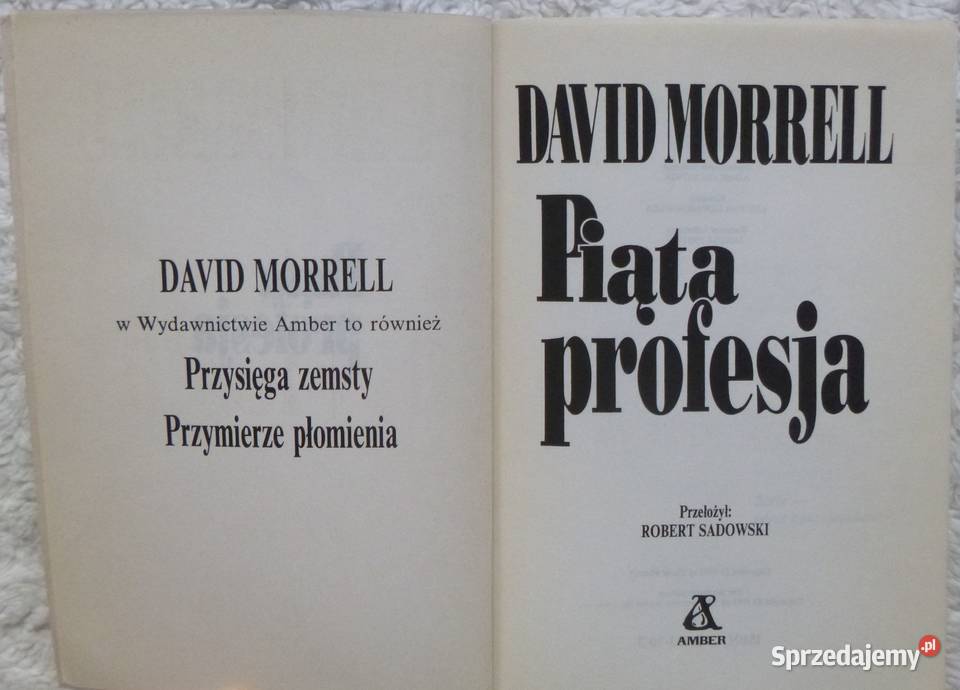 DAVID MORRELL
w Wydawnictwie Amber to również
Przysięga zemsty
Przymierze płomienia
DAVID MORRELL
Piąta
profesja
Przełożył:
ROBERT SADOWSKI
AMBER
Sprzedajemy.pl